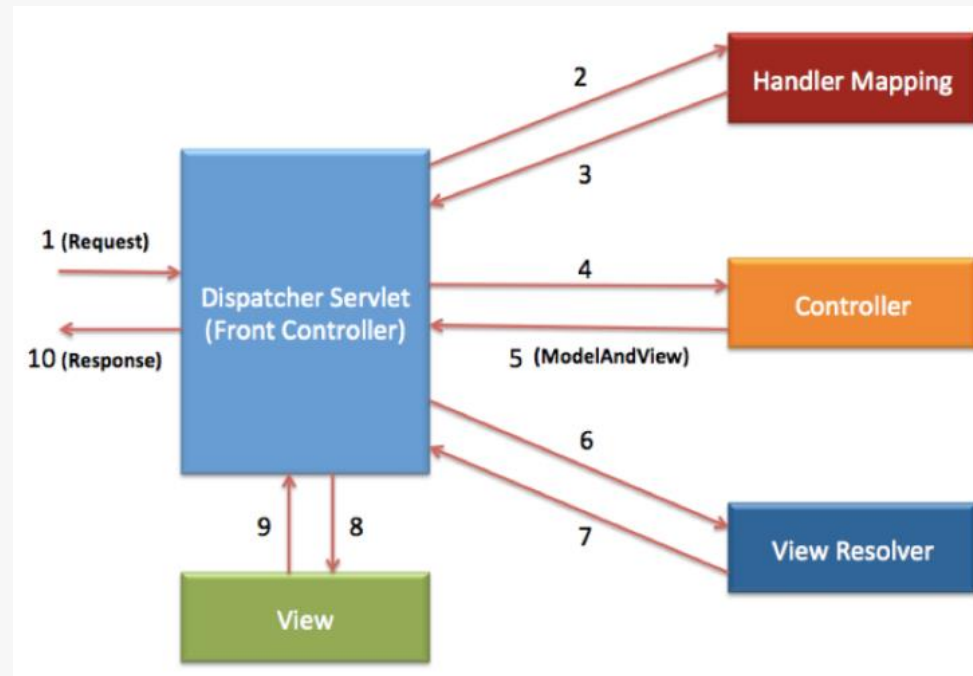 2
Handler Mapping
3
1 (Request)
4
Dispatcher Servlet
(Front Controller)
Controller
10 (Response)
5 (ModelAndView)
6
9
8
7
View Resolver
View